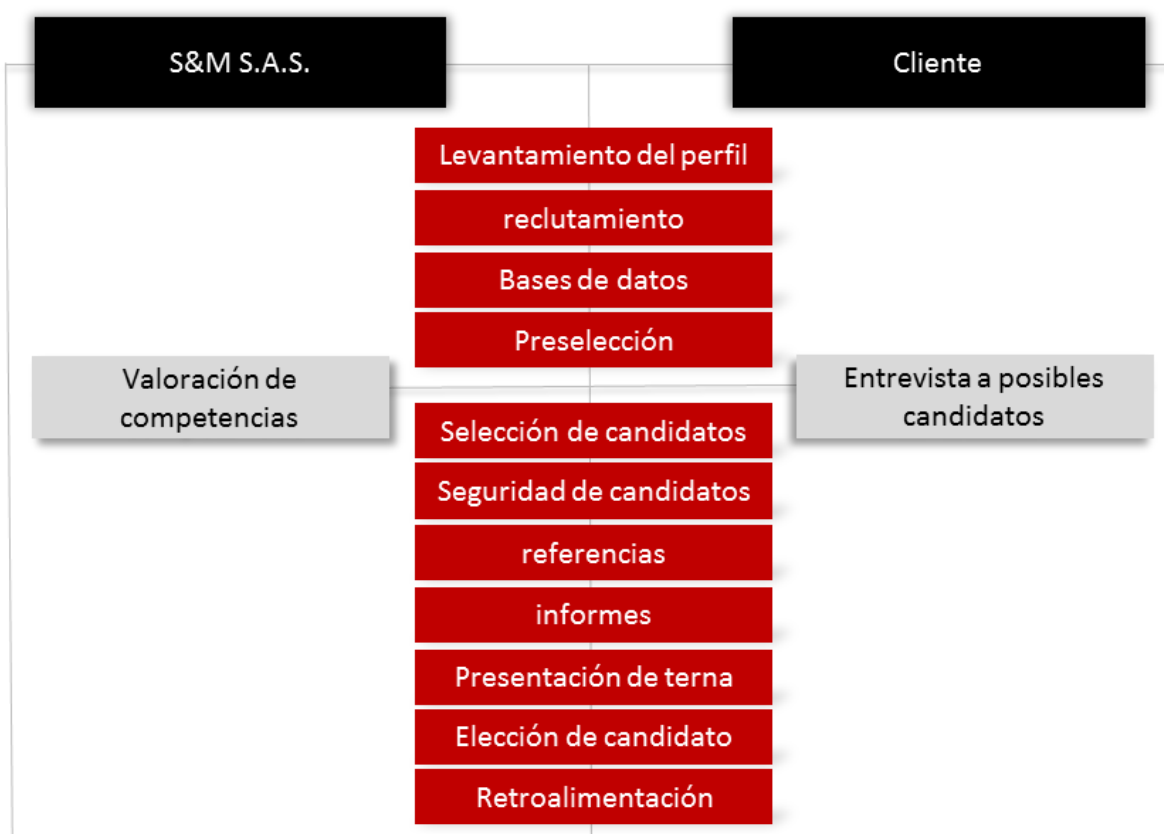 S&M S.A.S.
Cliente
Levantamiento del perfil
reclutamiento
Bases de datos
Preselección
Valoración de
competencias
Entrevista a posibles
candidatos
Selección de candidatos
Seguridad de candidatos
referencias
informes
Presentación de terna
Elección de candidato
Retroalimentación